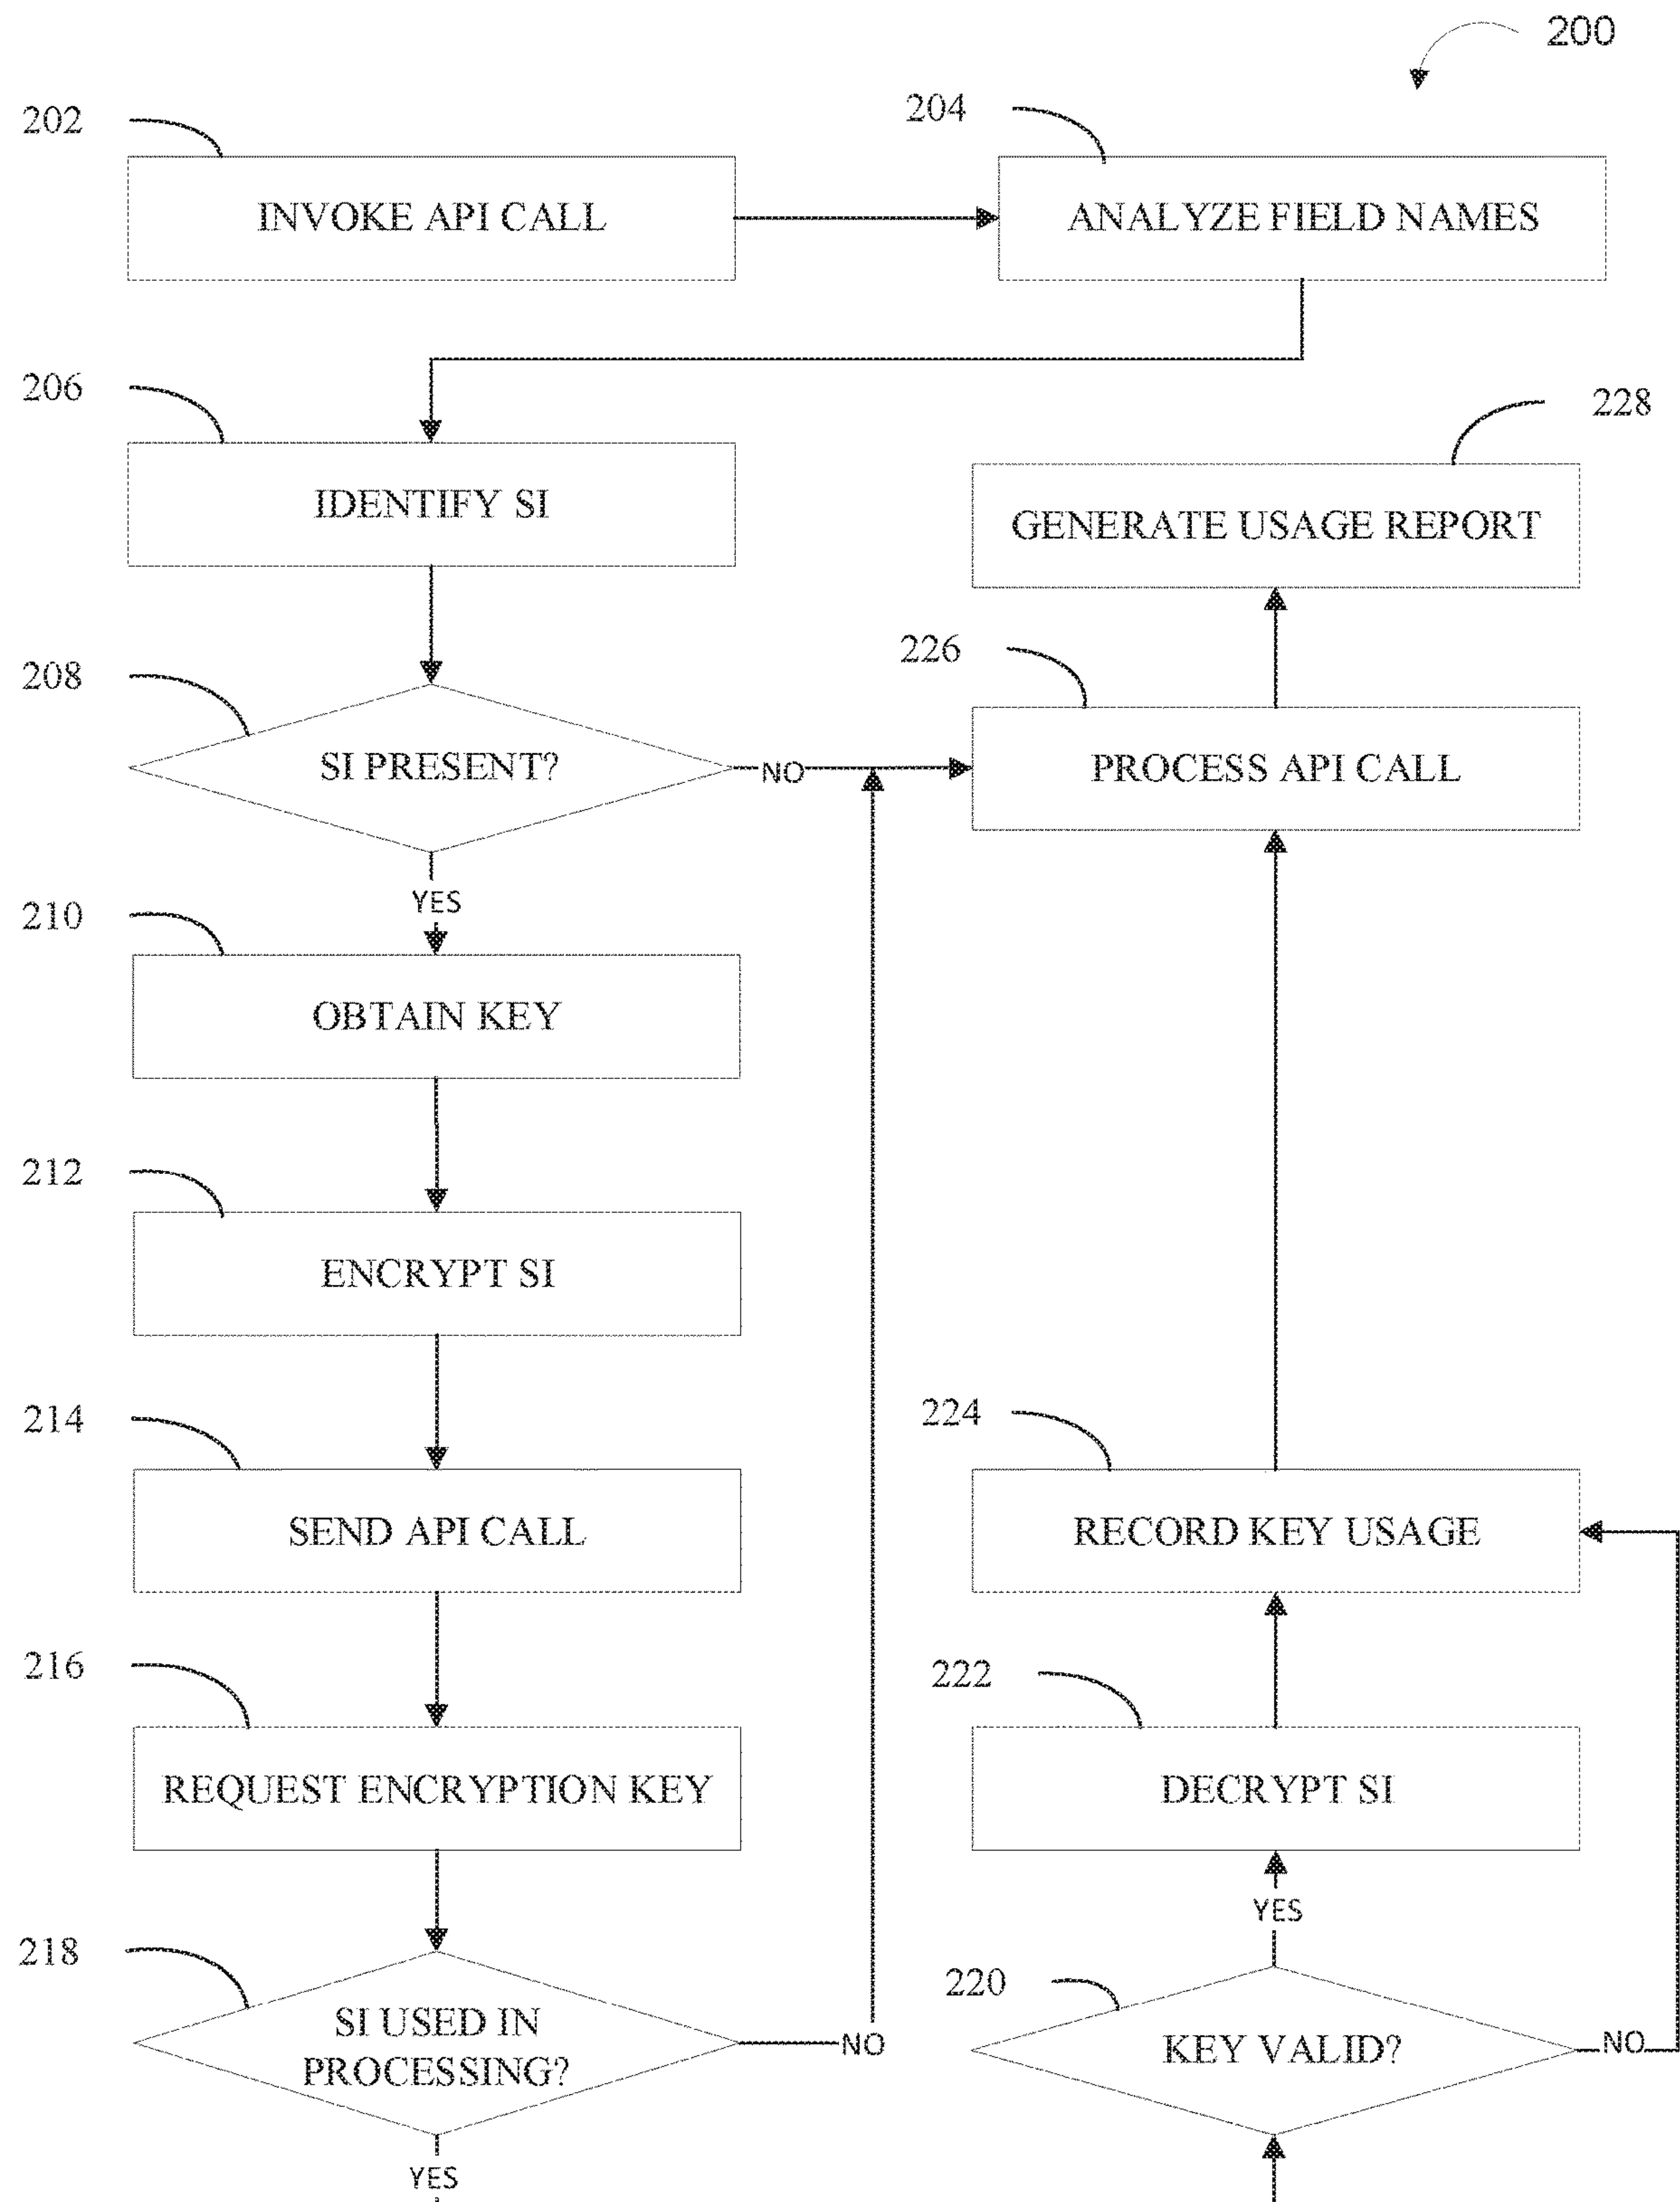 200
202
INVOKE API CALL
204
ANALYZE FIELD NAMES
206
IDENTIFY SI
208
SI PRESENT?
NO
YES
210
OBTAIN KEY
212
ENCRYPT SI
214
SEND API CALL
216
REQUEST ENCRYPTION KEY
218
SI USED IN
PROCESSING?
NO
YES
220
KEY VALID?
NO
YES
222
DECRYPT SI
224
RECORD KEY USAGE
226
PROCESS API CALL
228
GENERATE USAGE REPORT